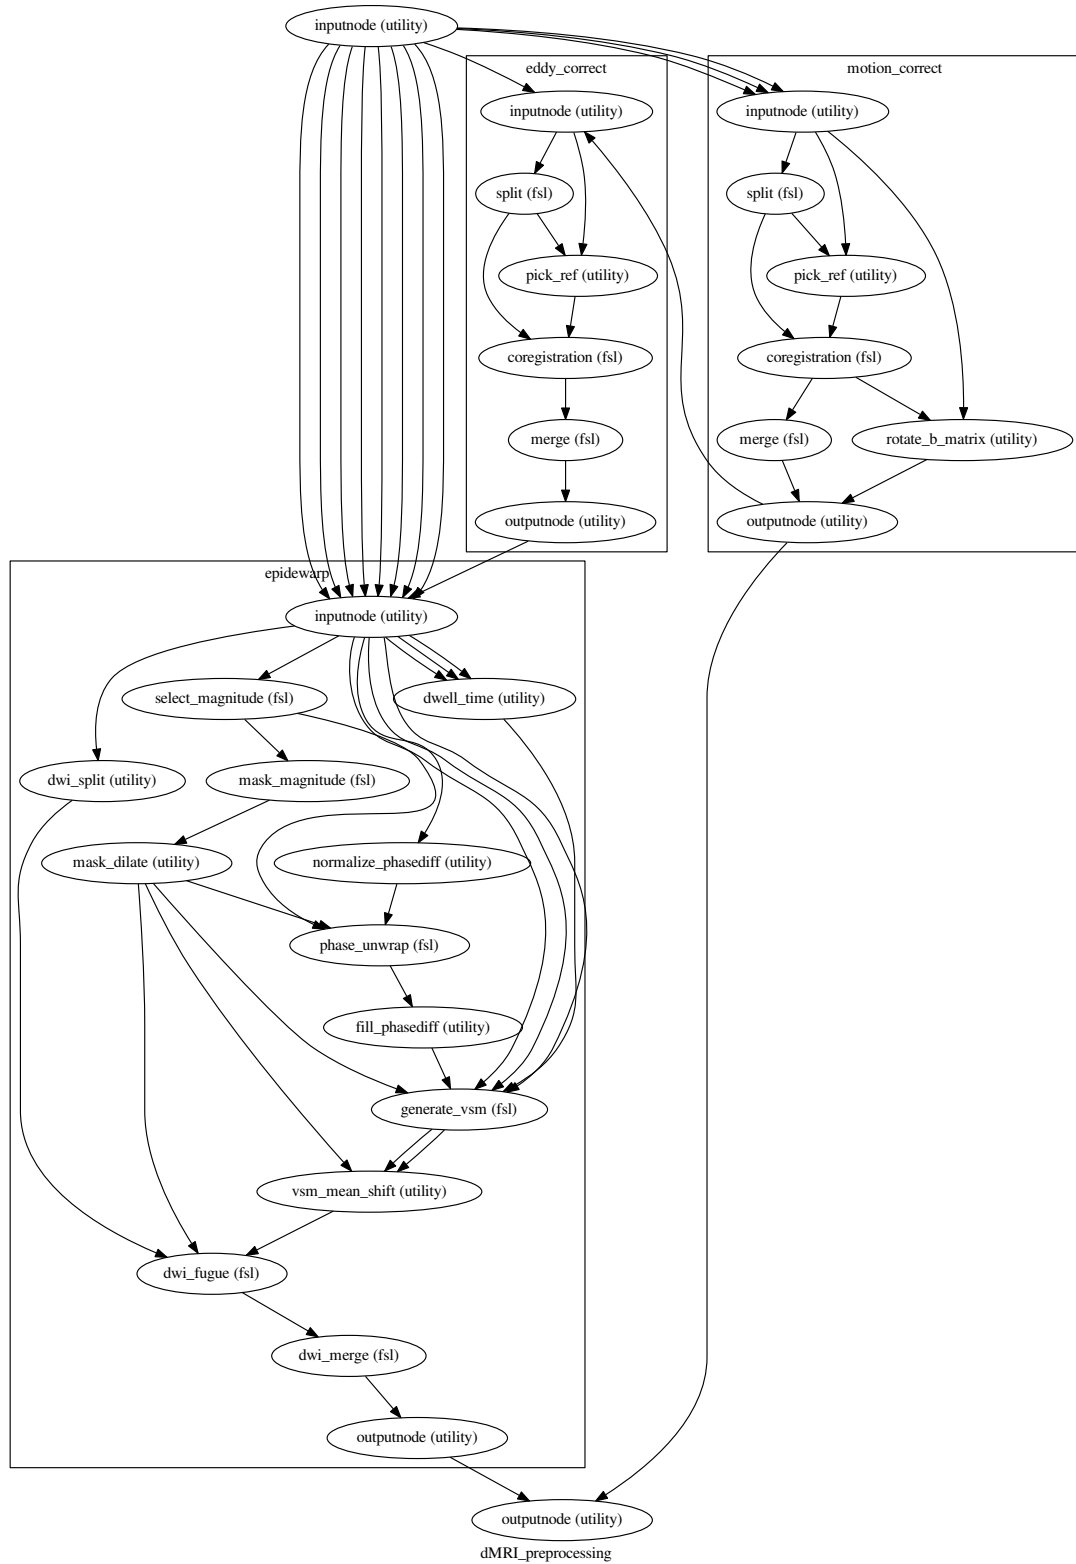 inputnode (utility)
eddy_correct
motion_correct
inputnode (utility)
inputnode (utility)
split (fsl)
split (fsl)
pick_ref (utility)
pick_ref (utility)
coregistration (fsl)
coregistration (fsl)
merge (fsl)
merge (fsl)
rotate_b_matrix (utility)
outputnode (utility)
outputnode (utility)
epidewarp
inputnode (utility)
select_magnitude (fsl)
dwell_time (utility)
dwi_split (utility)
mask_magnitude (fsl)
mask_dilate (utility)
normalize_phasediff (utility)
phase_unwrap (fsl)
fill_phasediff (utility)
generate_vsm (fsl)
vsm_mean_shift (utility)
dwi_fugue (fsl)
dwi_merge (fsl)
outputnode (utility)
outputnode (utility)
dMRI_preprocessing